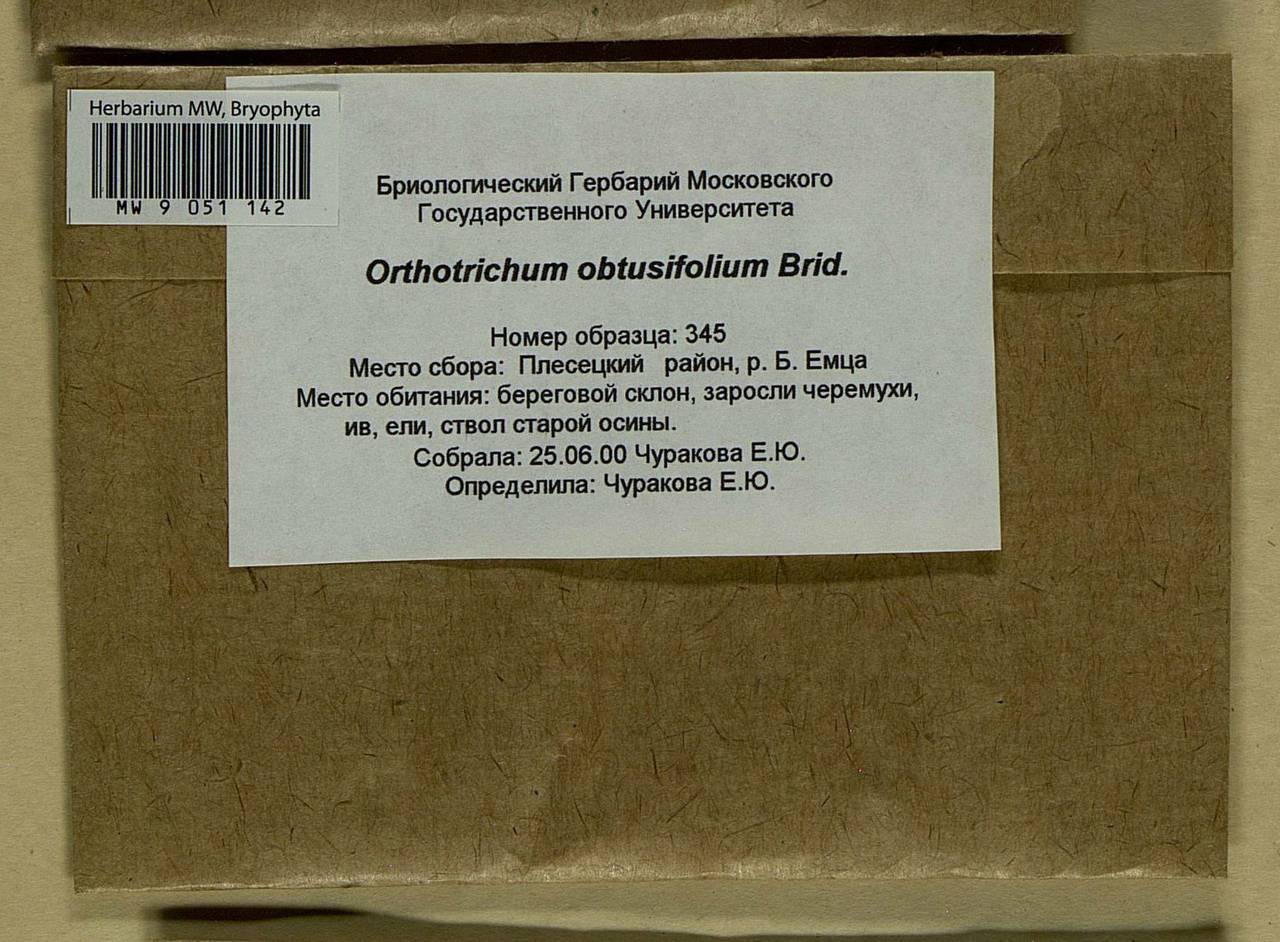 Herbarium MW, Bryophyta
MW 9 051 142
Бриологический Гербарий Московского
Государственного Университета
Orthotrichum obtusifolium Brid.
Номер образца: 345
Место сбора: Плесецкий район, р. Б. Емца
Место обитания: береговой склон, заросли черемухи,
ив, ели, ствол старой осины.
Собрала: 25.06.00 Чуракова Е.Ю.
Определила: Чуракова Е.Ю.